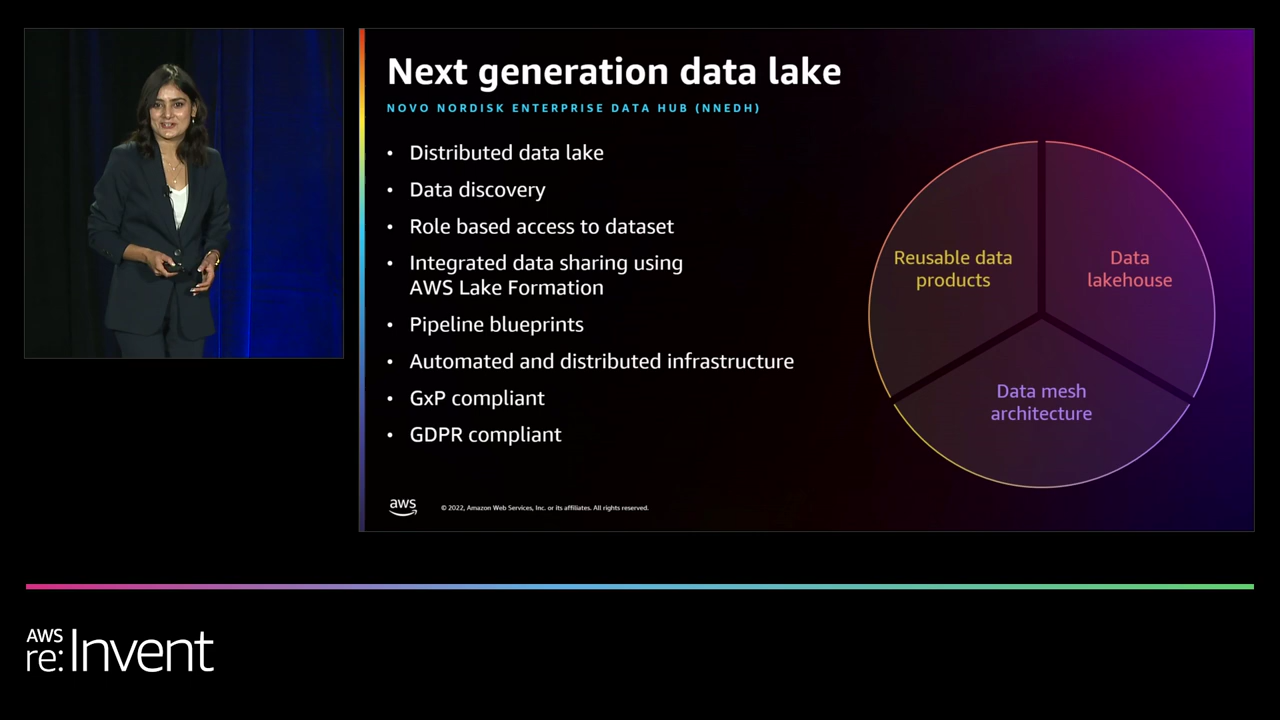 Next generation data lake
NOVO NORDISK ENTERPRISE DATA HUB (NNEDH)
• Distributed data lake
• Data discovery
• Role based access to dataset
• Integrated data sharing using
AWS Lake Formation
• Pipeline blueprints
• Automated and distributed infrastructure
• GxP compliant
• GDPR compliant
Reusable data
products
Data
lakehouse
Data mesh
architecture
aws
© 2022, Amazon Web Services, Inc. or its affiliates. All rights reserved.
AWS
re:Invent